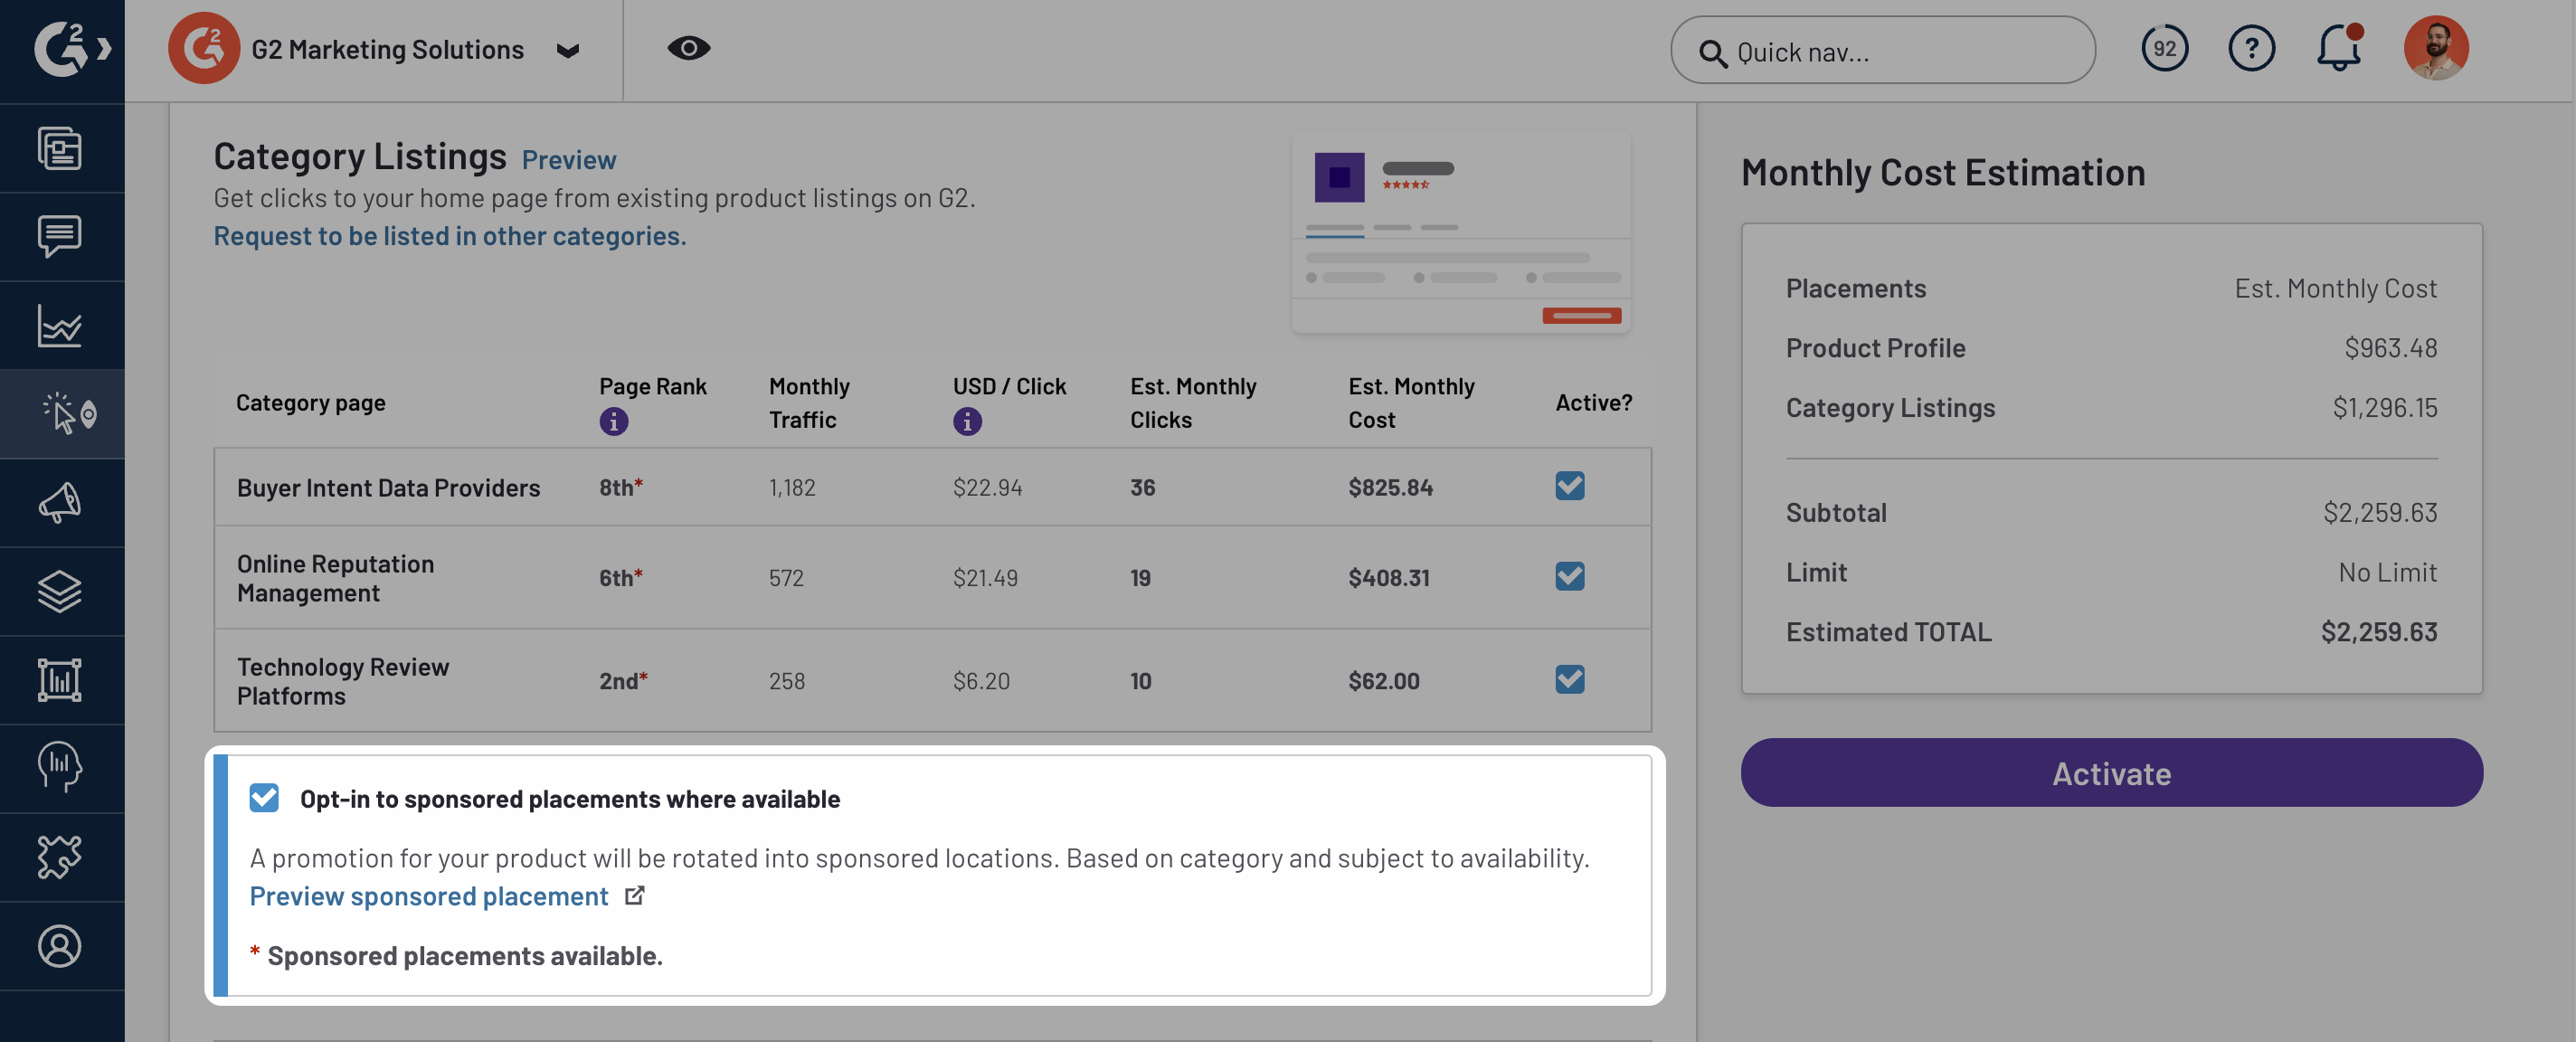 G2 Marketing Solutions
Quick nav...
92
?
Category Listings Preview
Get clicks to your home page from existing product listings on G2.
Request to be listed in other categories.
Category page
Page Rank
i
Monthly
Traffic
USD / Click
i
Est. Monthly
Clicks
Est. Monthly
Cost
Active?
Buyer Intent Data Providers 8th* 1,182 $22.94 36 $825.84
Online Reputation
Management
6th* 572 $21.49 19 $408.31
Technology Review
Platforms
2nd* 258 $6.20 10 $62.00
Opt-in to sponsored placements where available
A promotion for your product will be rotated into sponsored locations. Based on category and subject to availability.
Preview sponsored placement
* Sponsored placements available.
Monthly Cost Estimation
Placements Est. Monthly Cost
Product Profile $963.48
Category Listings $1,296.15
Subtotal $2,259.63
Limit No Limit
Estimated TOTAL $2,259.63
Activate